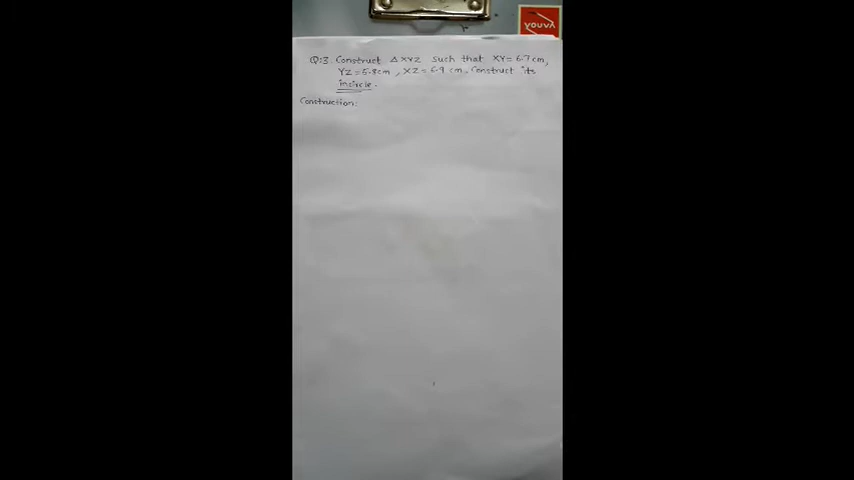 Q:3. Construct △XYZ such that XY = 6.7 cm,
YZ = 5.8 cm, XZ = 6.9 cm. Construct its
incircle.
Construction:
youvy